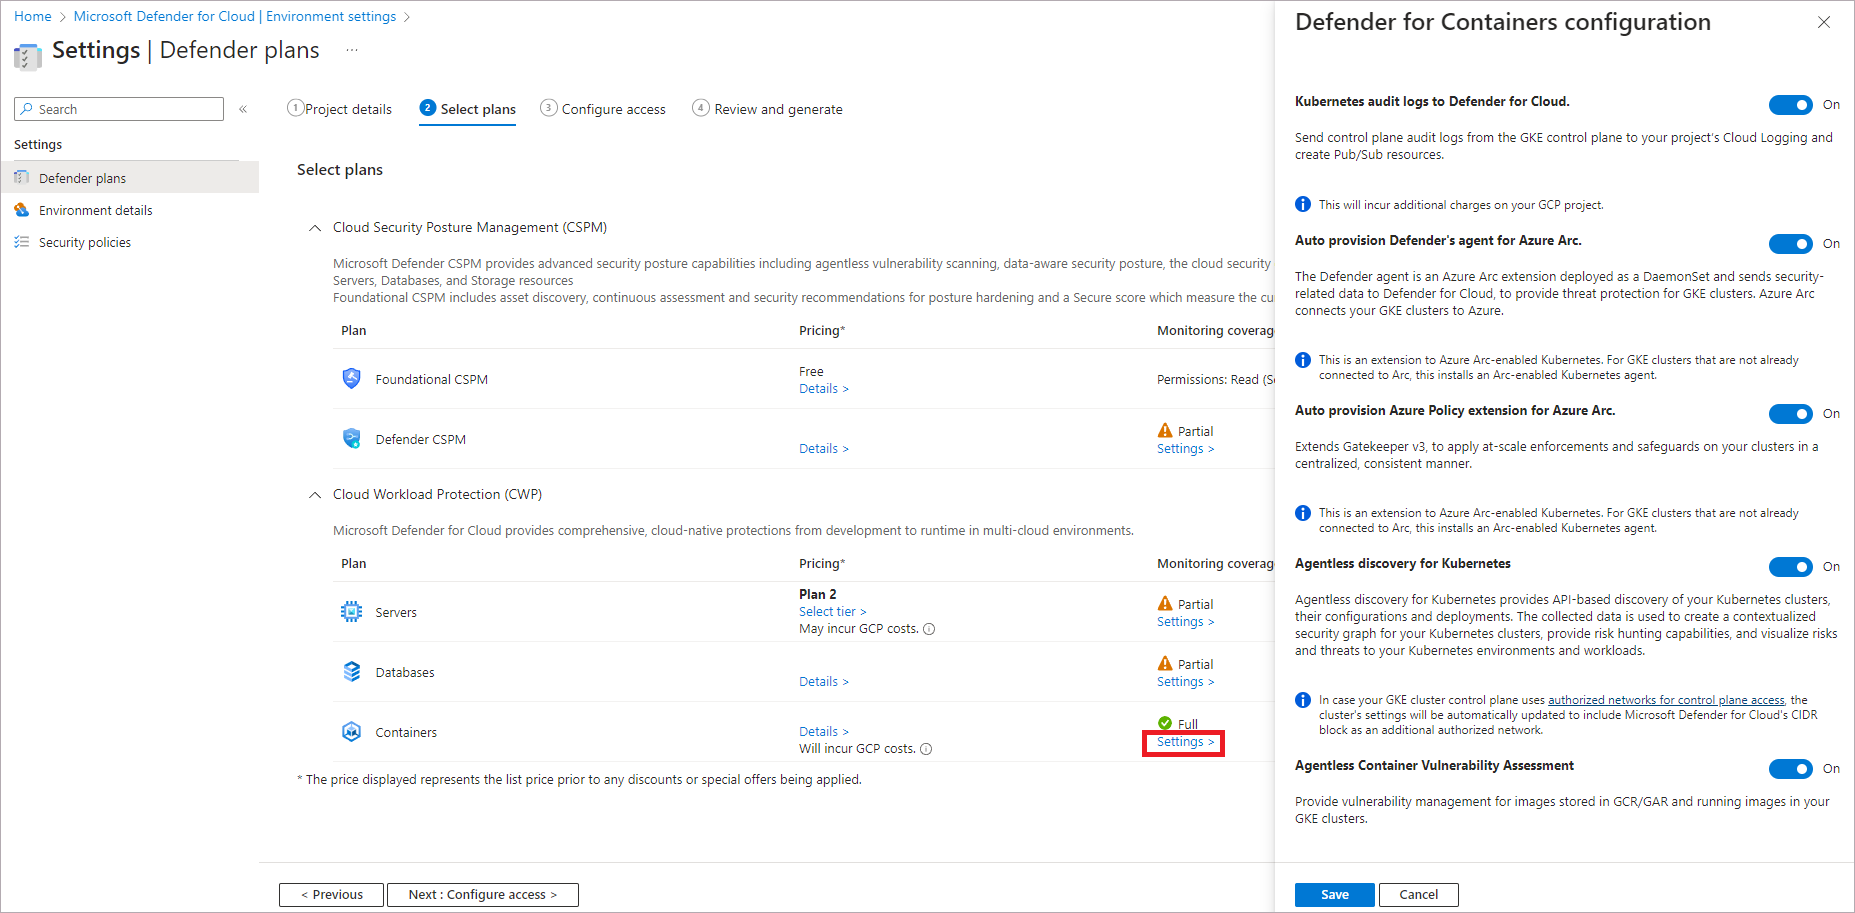 Home > Microsoft Defender for Cloud | Environment settings >
Settings | Defender plans ...
Search
«
Settings
Defender plans
Environment details
Security policies
1 Project details
2 Select plans
3 Configure access
4 Review and generate
Select plans
Cloud Security Posture Management (CSPM)
Microsoft Defender CSPM provides advanced security posture capabilities including agentless vulnerability scanning, data-aware security posture, the cloud security
Servers, Databases, and Storage resources
Foundational CSPM includes asset discovery, continuous assessment and security recommendations for posture hardening and a Secure score which measure the cu
Plan Pricing* Monitoring coverag
Foundational CSPM
Free
Details >
Permissions: Read (Se
Defender CSPM
Details >
Partial
Settings >
Cloud Workload Protection (CWP)
Microsoft Defender for Cloud provides comprehensive, cloud-native protections from development to runtime in multi-cloud environments.
Plan Pricing* Monitoring coverag
Servers
Plan 2
Select tier >
May incur GCP costs.
Partial
Settings >
Databases
Details >
Partial
Settings >
Containers
Details >
Will incur GCP costs.
Full
Settings >
* The price displayed represents the list price prior to any discounts or special offers being applied.
< Previous
Next : Configure access >
Defender for Containers configuration
Kubernetes audit logs to Defender for Cloud.
On
Send control plane audit logs from the GKE control plane to your project's Cloud Logging and
create Pub/Sub resources.
This will incur additional charges on your GCP project.
Auto provision Defender's agent for Azure Arc.
On
The Defender agent is an Azure Arc extension deployed as a DaemonSet and sends security-
related data to Defender for Cloud, to provide threat protection for GKE clusters. Azure Arc
connects your GKE clusters to Azure.
This is an extension to Azure Arc-enabled Kubernetes. For GKE clusters that are not already
connected to Arc, this installs an Arc-enabled Kubernetes agent.
Auto provision Azure Policy extension for Azure Arc.
On
Extends Gatekeeper v3, to apply at-scale enforcements and safeguards on your clusters in a
centralized, consistent manner.
This is an extension to Azure Arc-enabled Kubernetes. For GKE clusters that are not already
connected to Arc, this installs an Arc-enabled Kubernetes agent.
Agentless discovery for Kubernetes
On
Agentless discovery for Kubernetes provides API-based discovery of your Kubernetes clusters,
their configurations and deployments. The collected data is used to create a contextualized
security graph for your Kubernetes clusters, provide risk hunting capabilities, and visualize risks
and threats to your Kubernetes environments and workloads.
In case your GKE cluster control plane uses authorized networks for control plane access, the
cluster's settings will be automatically updated to include Microsoft Defender for Cloud's CIDR
block as an additional authorized network.
Agentless Container Vulnerability Assessment
On
Provide vulnerability management for images stored in GCR/GAR and running images in your
GKE clusters.
Save
Cancel